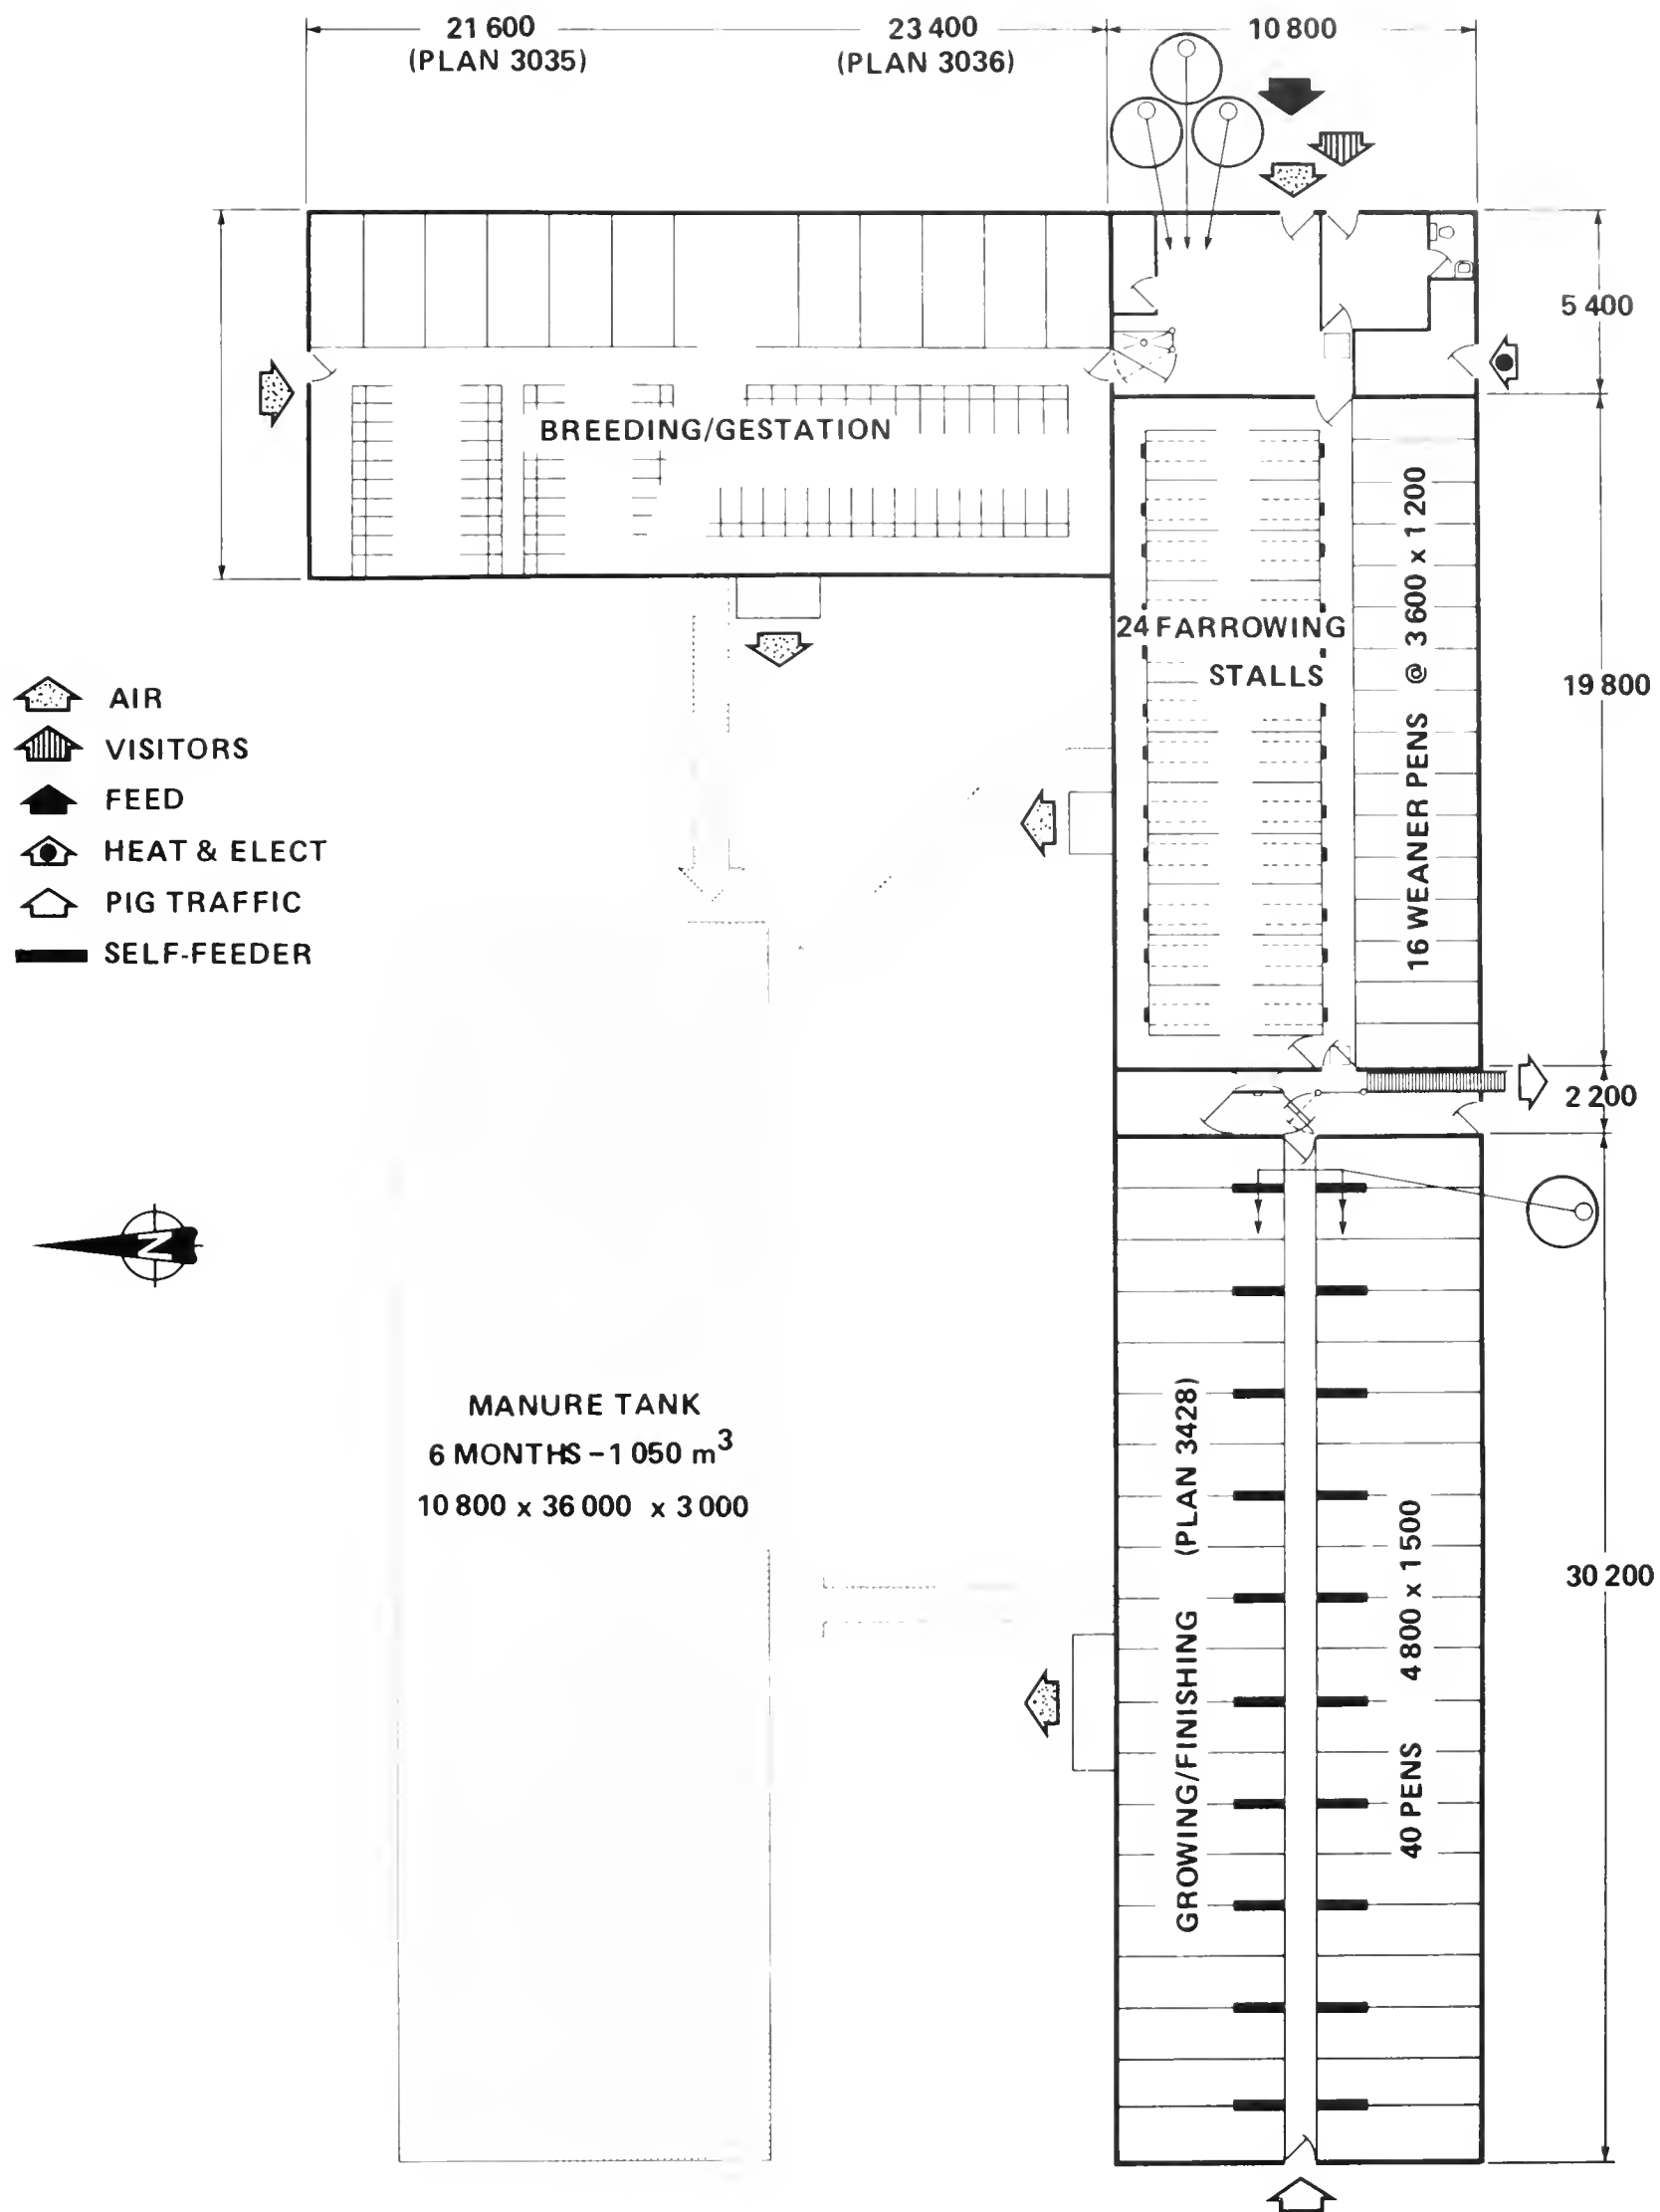 21 600
(PLAN 3035)
23 400
(PLAN 3036)
10 800
5 400
BREEDING/GESTATION
16 WEANER PENS @ 3 600 x 1 200
24 FARROWING
STALLS
19 800
AIR
VISITORS
FEED
HEAT & ELECT
PIG TRAFFIC
SELF-FEEDER
2 200
N
MANURE TANK
6 MONTHS – 1 050 m³
10 800 x 36 000 x 3 000
GROWING/FINISHING (PLAN 3428)
40 PENS 4 800 x 1 500
30 200